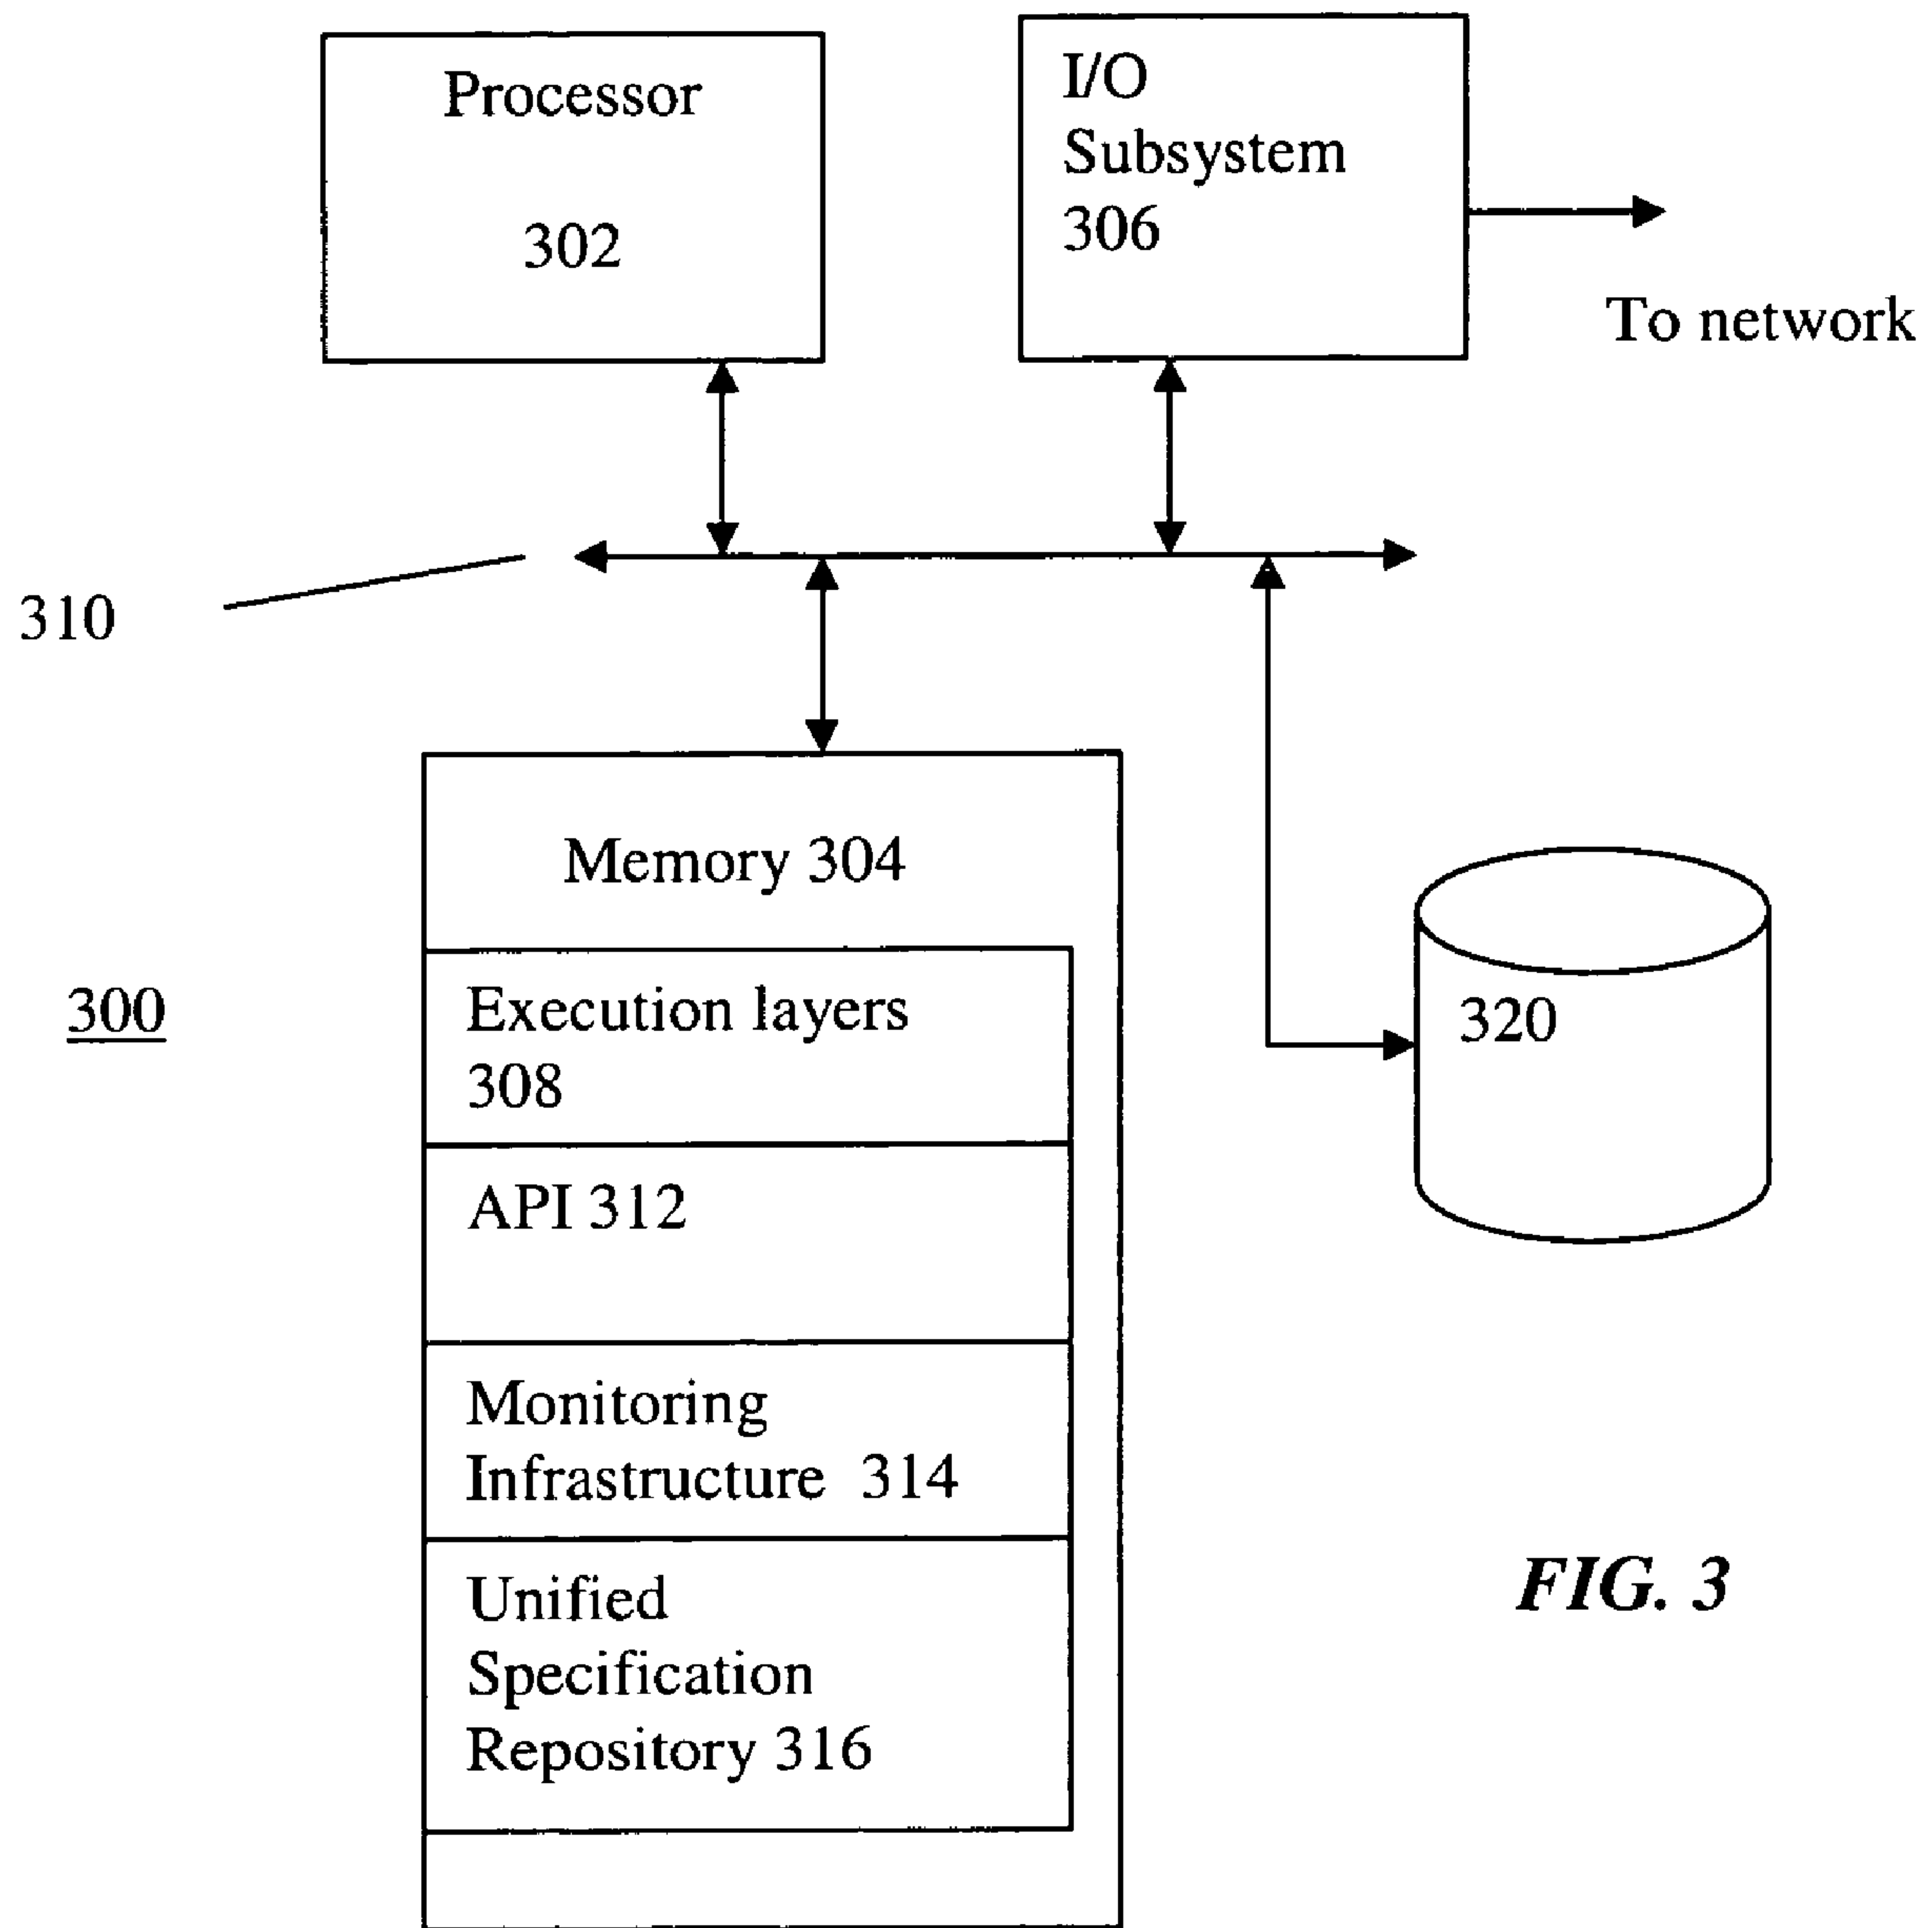 Processor
302
I/O
Subsystem
306
To network
310
Memory 304
Execution layers
308
300
320
API 312
Monitoring
Infrastructure 314
Unified
Specification
Repository 316
FIG. 3